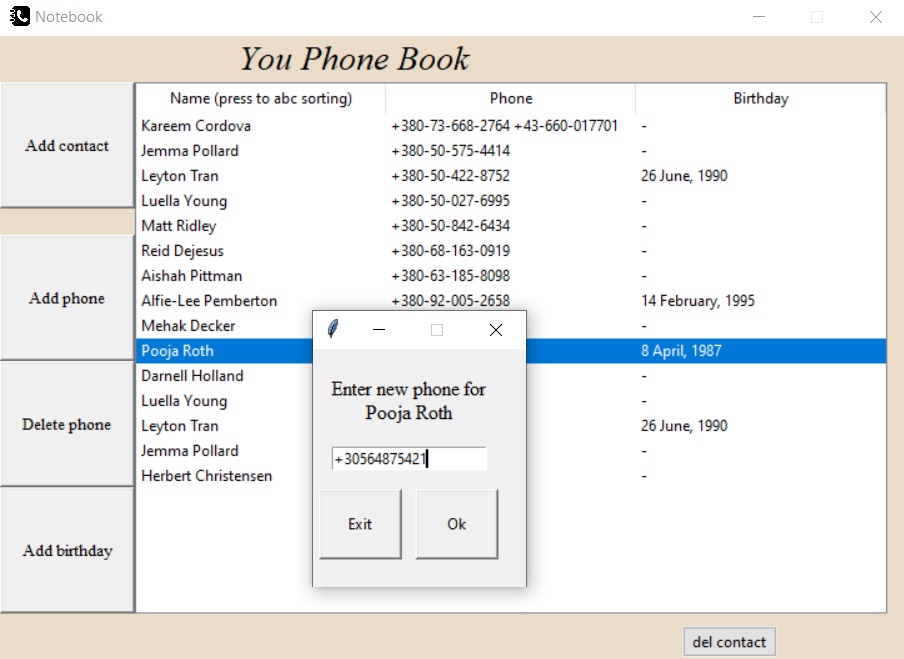 Notebook
You Phone Book
Name (press to abc sorting) Phone Birthday
Add contact
Kareem Cordova +380-73-668-2764 +43-660-017701 -
Jemma Pollard +380-50-575-4414 -
Leyton Tran +380-50-422-8752 26 June, 1990
Luella Young +380-50-027-6995 -
Matt Ridley +380-50-842-6434 -
Reid Dejesus +380-68-163-0919 -
Aishah Pittman +380-63-185-8098 -
Alfie-Lee Pemberton +380-92-005-2658 14 February, 1995
Mehak Decker -
Pooja Roth 8 April, 1987
Darnell Holland -
Luella Young -
Leyton Tran 26 June, 1990
Jemma Pollard -
Herbert Christensen -
Add phone
Delete phone
Add birthday
Enter new phone for
Pooja Roth
+30564875421
Exit Ok
del contact